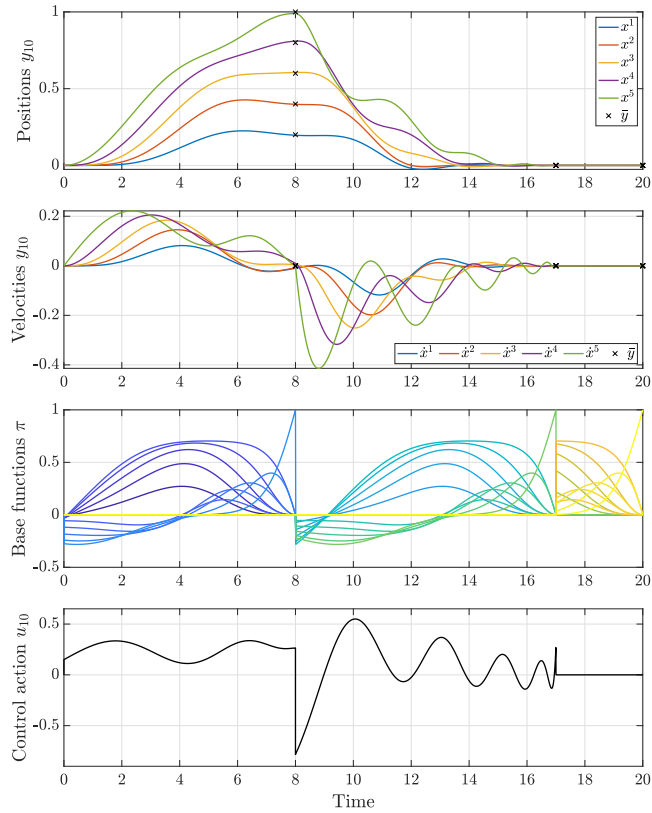 Positions y₁₀
1
0.5
0
x¹
x²
x³
x⁴
x⁵
ȳ
0 2 4 6 8 10 12 14 16 18 20
Velocities y₁₀
0.2
0
-0.2
-0.4
ẋ¹ ẋ² ẋ³ ẋ⁴ ẋ⁵ ȳ
0 2 4 6 8 10 12 14 16 18 20
Base functions π
1
0.5
0
-0.5
0 2 4 6 8 10 12 14 16 18 20
Control action u₁₀
0.5
0
-0.5
0 2 4 6 8 10 12 14 16 18 20
Time